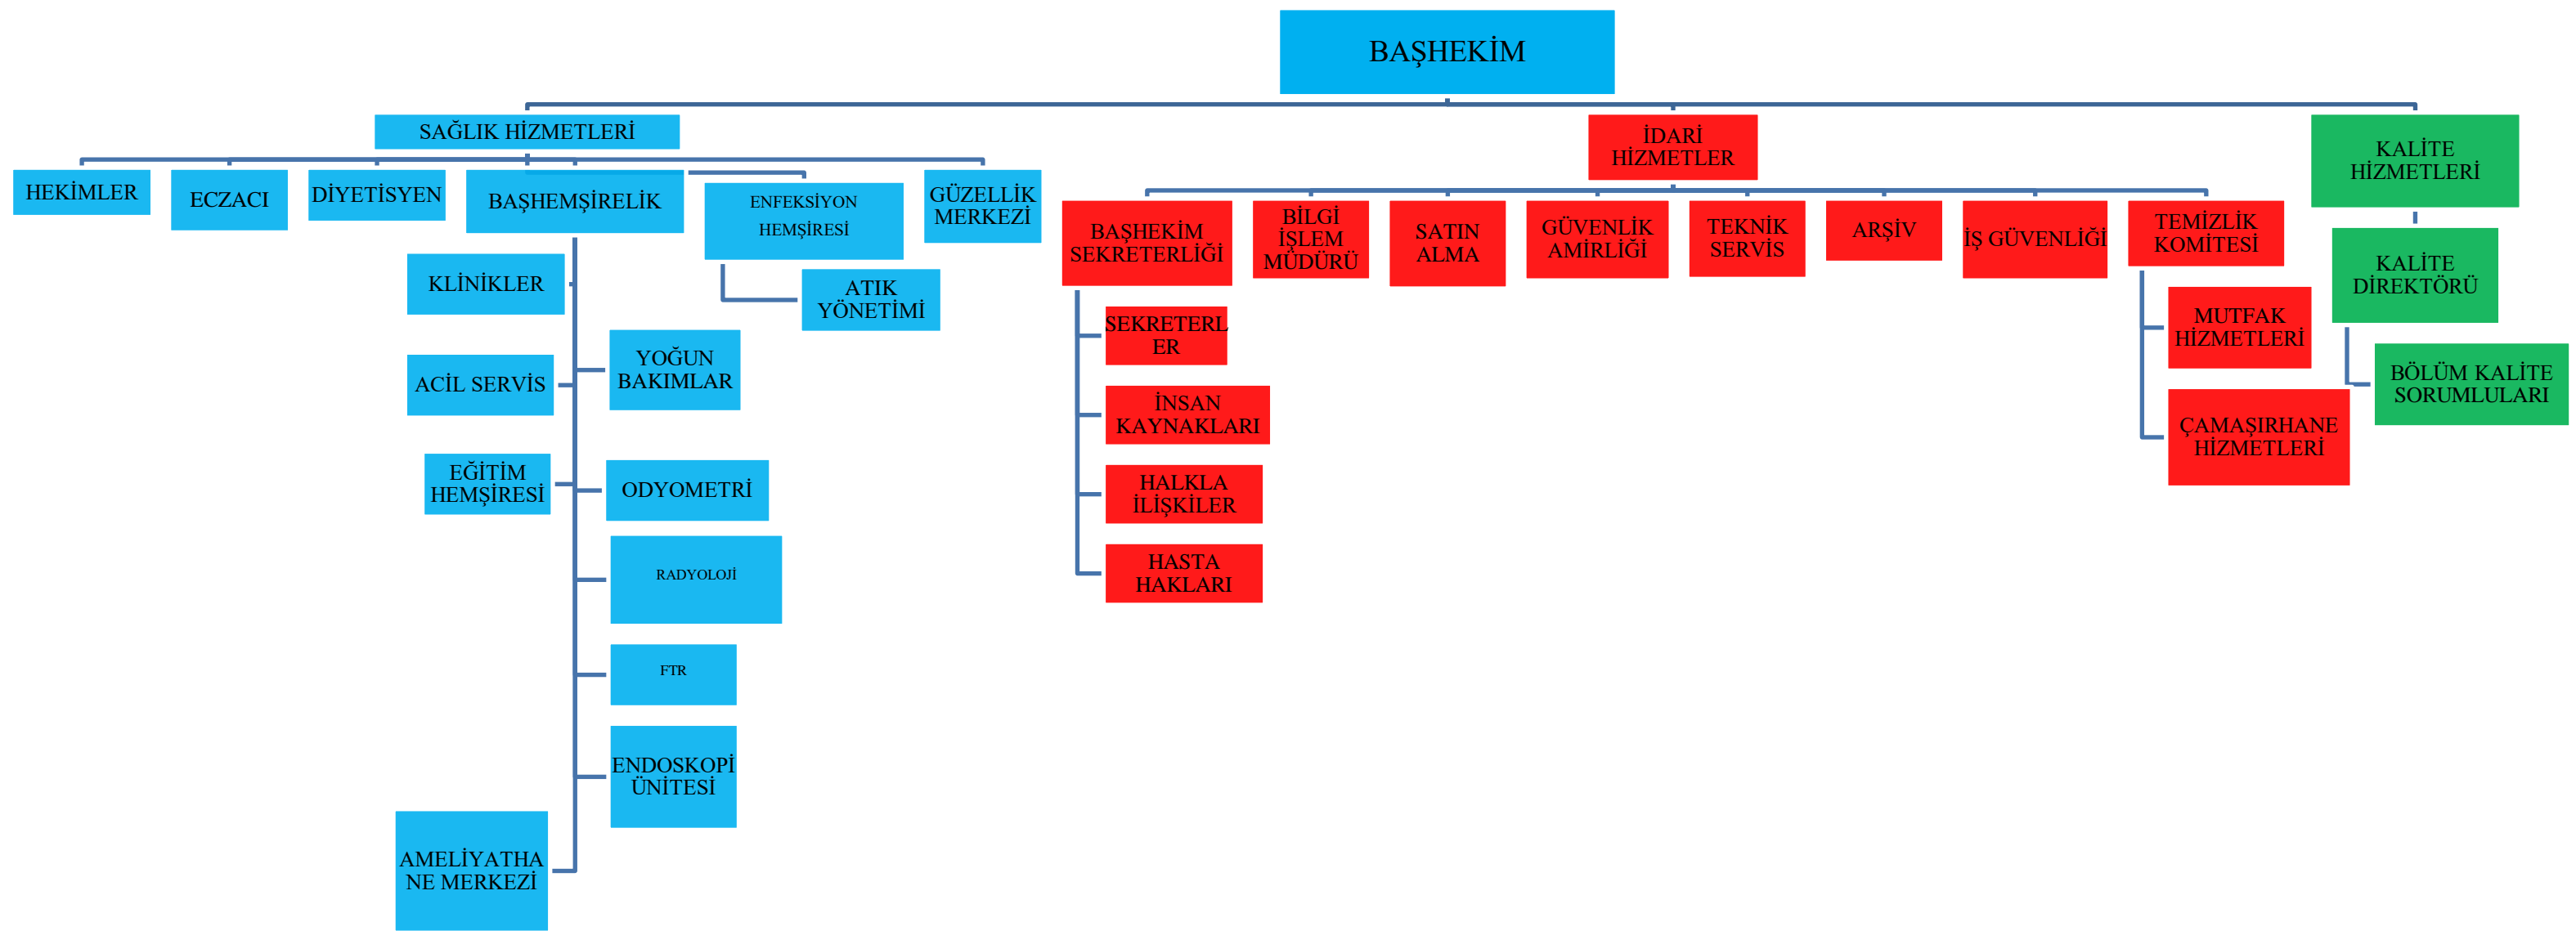 BAŞHEKİM
SAĞLIK HİZMETLERİ
İDARİ
HİZMETLER
KALİTE
HİZMETLERİ
HEKİMLER
ECZACI
DİYETİSYEN
BAŞHEMŞİRELİK
ENFEKSİYON
HEMŞİRESİ
GÜZELLİK
MERKEZİ
BAŞHEKİM
SEKRETERLİĞİ
BİLGİ
İŞLEM
MÜDÜRÜ
SATIN
ALMA
GÜVENLİK
AMİRLİĞİ
TEKNİK
SERVİS
ARŞİV
İŞ GÜVENLİĞİ
TEMİZLİK
KOMİTESİ
KALİTE
DİREKTÖRÜ
KLİNİKLER
ATIK
YÖNETİMİ
ACİL SERVİS
YOĞUN
BAKIMLAR
EĞİTİM
HEMŞİRESİ
ODYOMETRİ
RADYOLOJİ
FTR
ENDOSKOPİ
ÜNİTESİ
AMELİYATHA
NE MERKEZİ
SEKRETERL
ER
İNSAN
KAYNAKLARI
HALKLA
İLİŞKİLER
HASTA
HAKLARI
MUTFAK
HİZMETLERİ
ÇAMAŞIRHANE
HİZMETLERİ
BÖLÜM KALİTE
SORUMLULARI